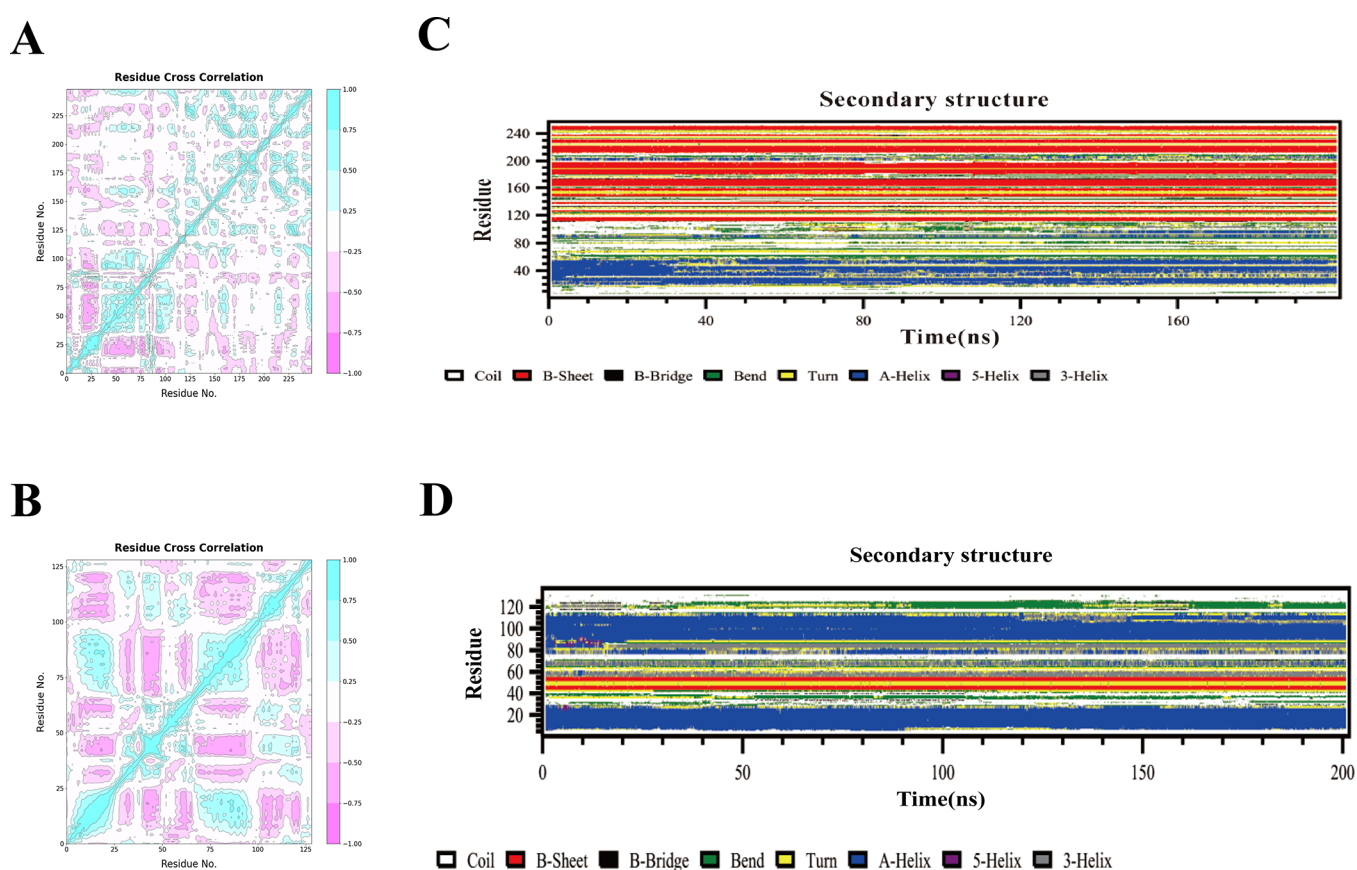 A
Residue Cross Correlation
225
200
175
150
125
100
75
50
25
0
Residue No.
0 25 50 75 100 125 150 175 200 225
Residue No.
1.00
0.75
0.50
0.25
−0.25
−0.50
−0.75
−1.00
C
Secondary structure
240
200
160
120
80
40
Residue
0 40 80 120 160
Time(ns)
Coil B-Sheet B-Bridge Bend Turn A-Helix 5-Helix 3-Helix
B
Residue Cross Correlation
125
100
75
50
25
0
Residue No.
0 25 50 75 100 125
Residue No.
1.00
0.75
0.50
0.25
−0.25
−0.50
−0.75
−1.00
D
Secondary structure
120
100
80
60
40
20
Residue
0 50 100 150 200
Time(ns)
Coil B-Sheet B-Bridge Bend Turn A-Helix 5-Helix 3-Helix